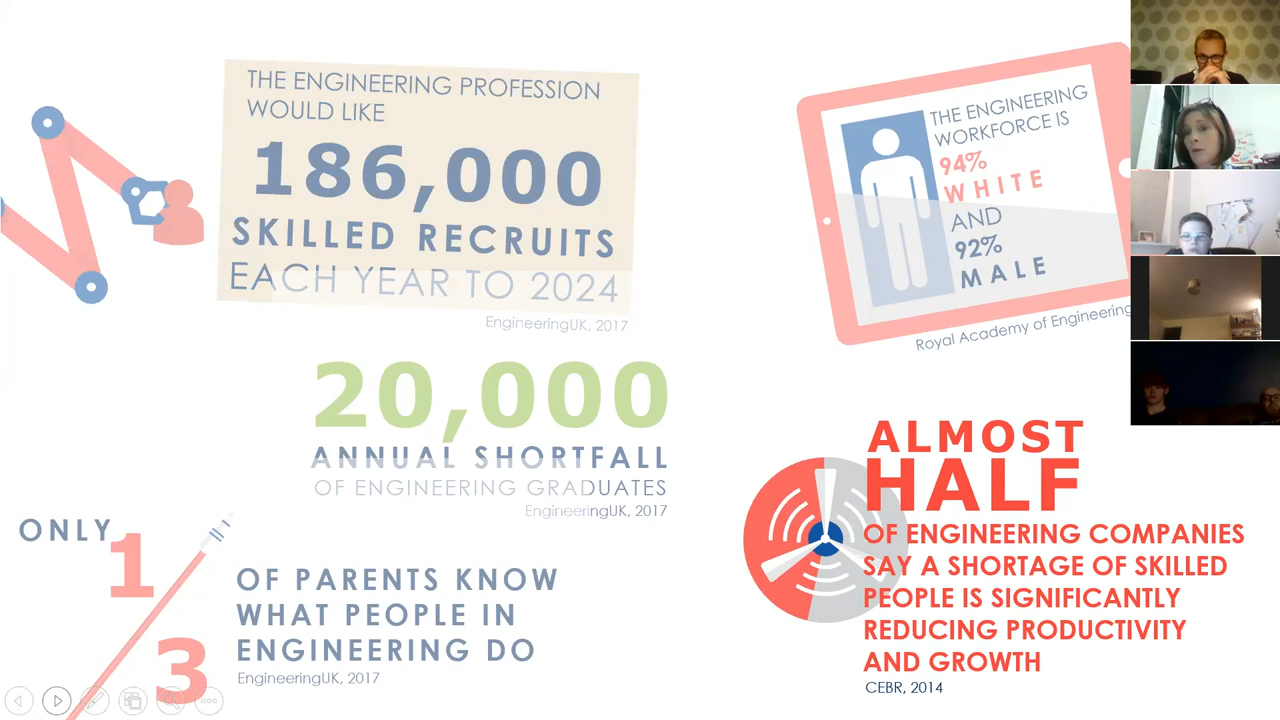 THE ENGINEERING PROFESSION
WOULD LIKE
186,000
SKILLED RECRUITS
EACH YEAR TO 2024
EngineeringUK, 2017
THE ENGINEERING
WORKFORCE IS
94%
WHITE
AND
92%
MALE
Royal Academy of Engineering
20,000
ANNUAL SHORTFALL
OF ENGINEERING GRADUATES
EngineeringUK, 2017
ONLY
1
3
OF PARENTS KNOW
WHAT PEOPLE IN
ENGINEERING DO
EngineeringUK, 2017
ALMOST
HALF
OF ENGINEERING COMPANIES
SAY A SHORTAGE OF SKILLED
PEOPLE IS SIGNIFICANTLY
REDUCING PRODUCTIVITY
AND GROWTH
CEBR, 2014